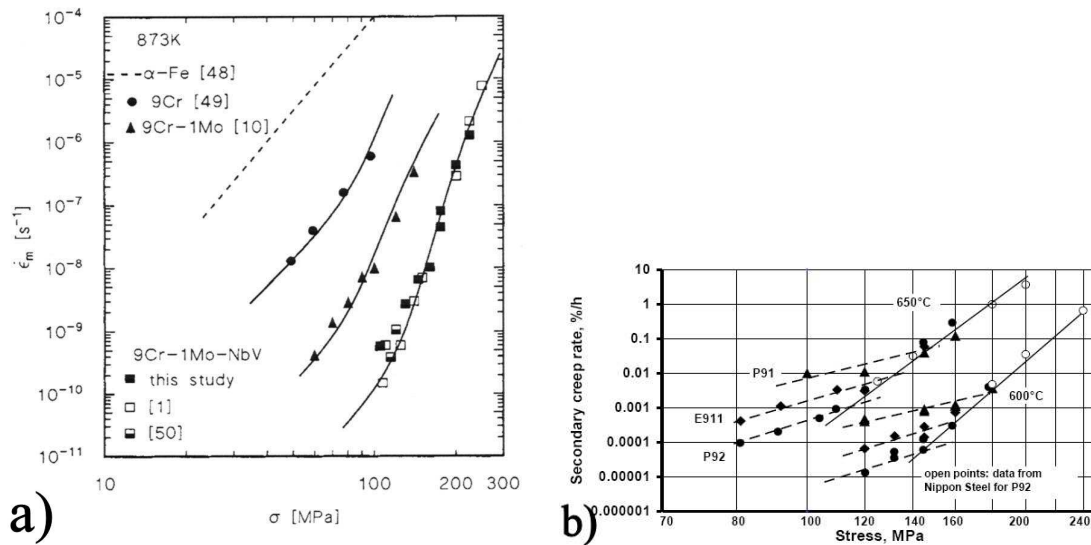 873K
α-Fe [48]
9Cr [49]
9Cr-1Mo [10]
9Cr-1Mo-NbV
this study
[1]
[50]
10⁻⁴
10⁻⁵
10⁻⁶
10⁻⁷
10⁻⁸
10⁻⁹
10⁻¹⁰
10⁻¹¹
ε̇m [s⁻¹]
10 100 200 300
σ [MPa]
a)
Secondary creep rate, %/h
10
1
0.1
0.01
0.001
0.0001
0.00001
0.000001
650°C
P91
E911
600°C
P92
open points: data from
Nippon Steel for P92
70 80 100 120 140 160 200 240
Stress, MPa
b)